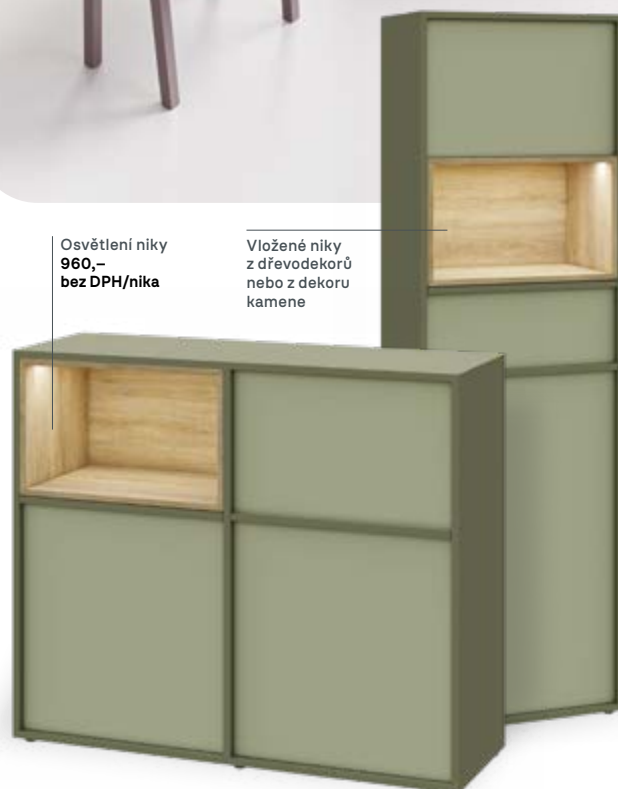 Osvětlení niky
960,–
bez DPH/nika
Vložené niky
z dřevodekorů
nebo z dekoru
kamene